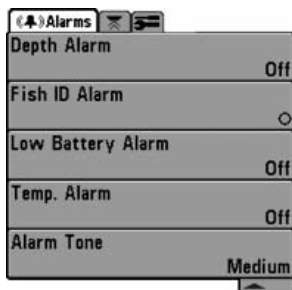 Alarms
Depth Alarm
Off
Fish ID Alarm
Low Battery Alarm
Off
Temp. Alarm
Off
Alarm Tone
Medium